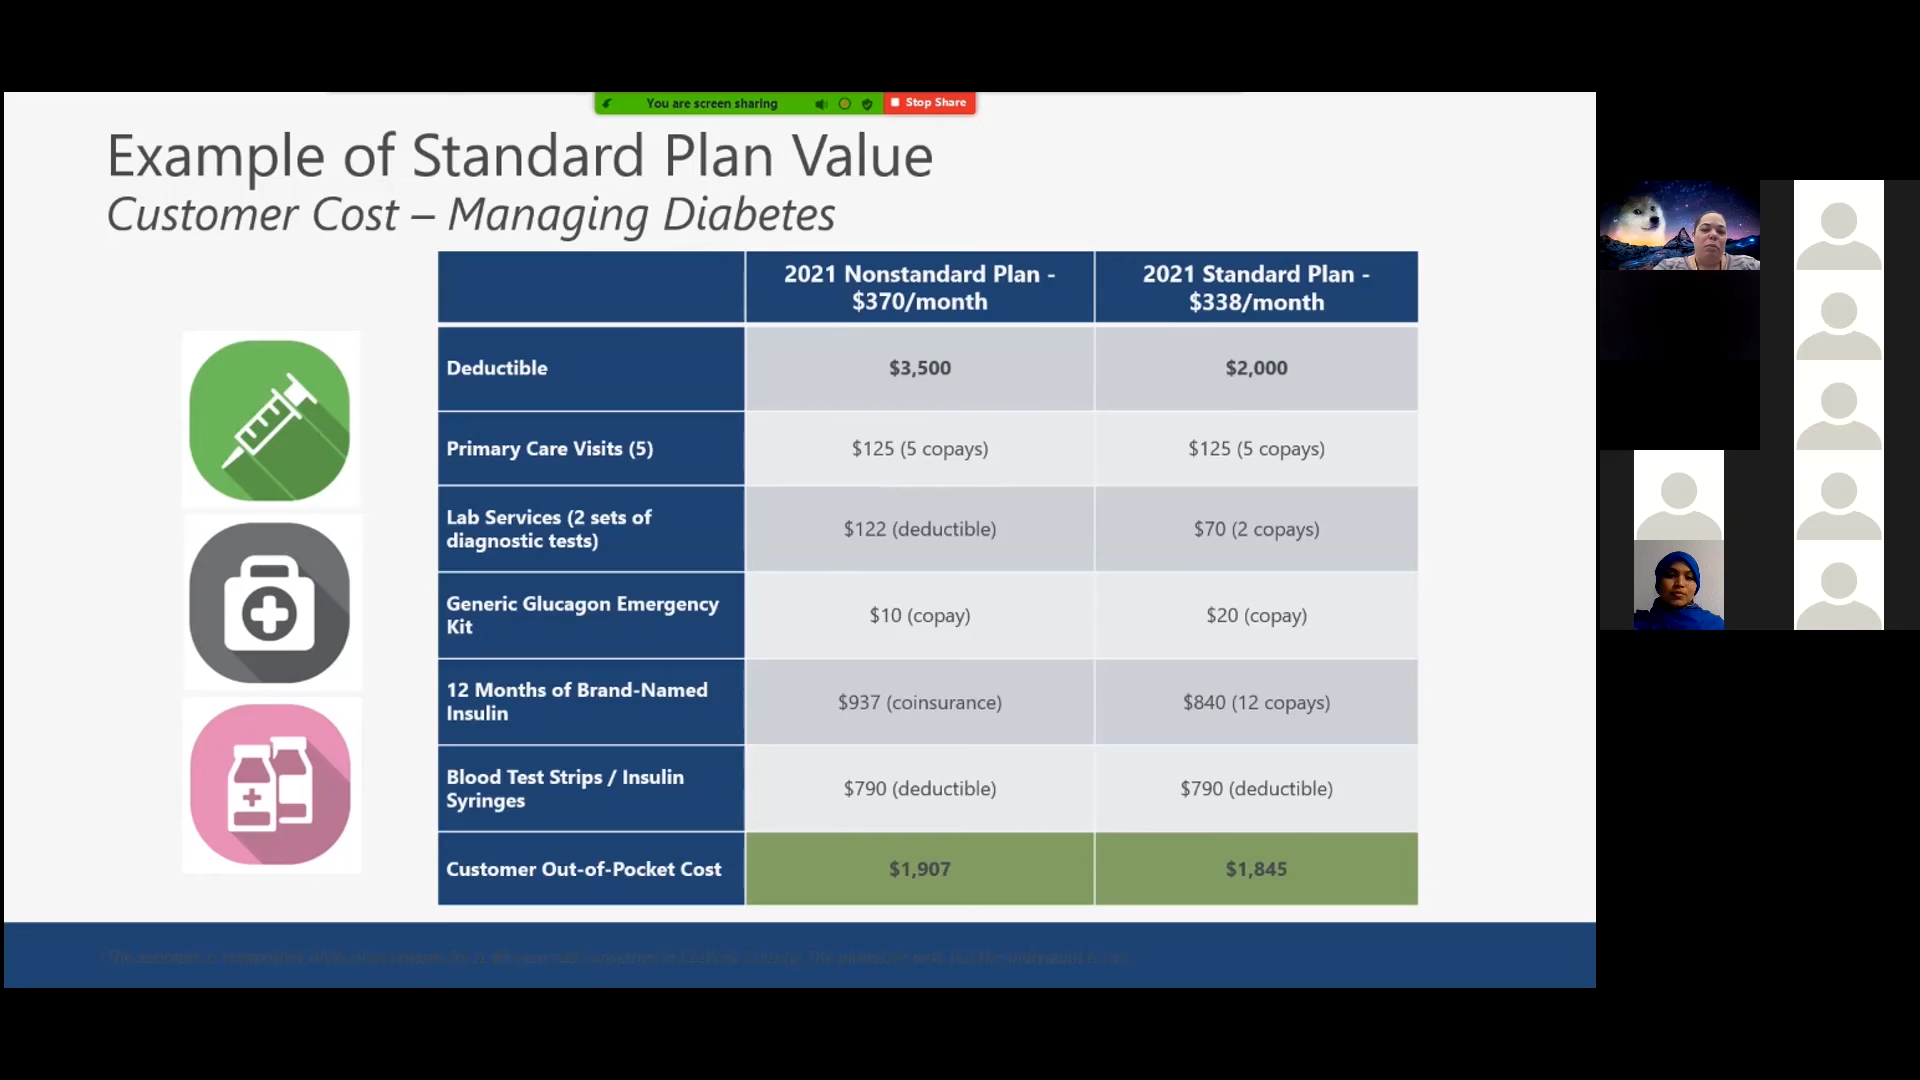 You are screen sharing
Stop Share
Example of Standard Plan Value
Customer Cost – Managing Diabetes
2021 Nonstandard Plan -
$370/month
2021 Standard Plan -
$338/month
Deductible
$3,500
$2,000
Primary Care Visits (5)
$125 (5 copays)
$125 (5 copays)
Lab Services (2 sets of
diagnostic tests)
$122 (deductible)
$70 (2 copays)
Generic Glucagon Emergency
Kit
$10 (copay)
$20 (copay)
12 Months of Brand-Named
Insulin
$937 (coinsurance)
$840 (12 copays)
Blood Test Strips / Insulin
Syringes
$790 (deductible)
$790 (deductible)
Customer Out-of-Pocket Cost
$1,907
$1,845